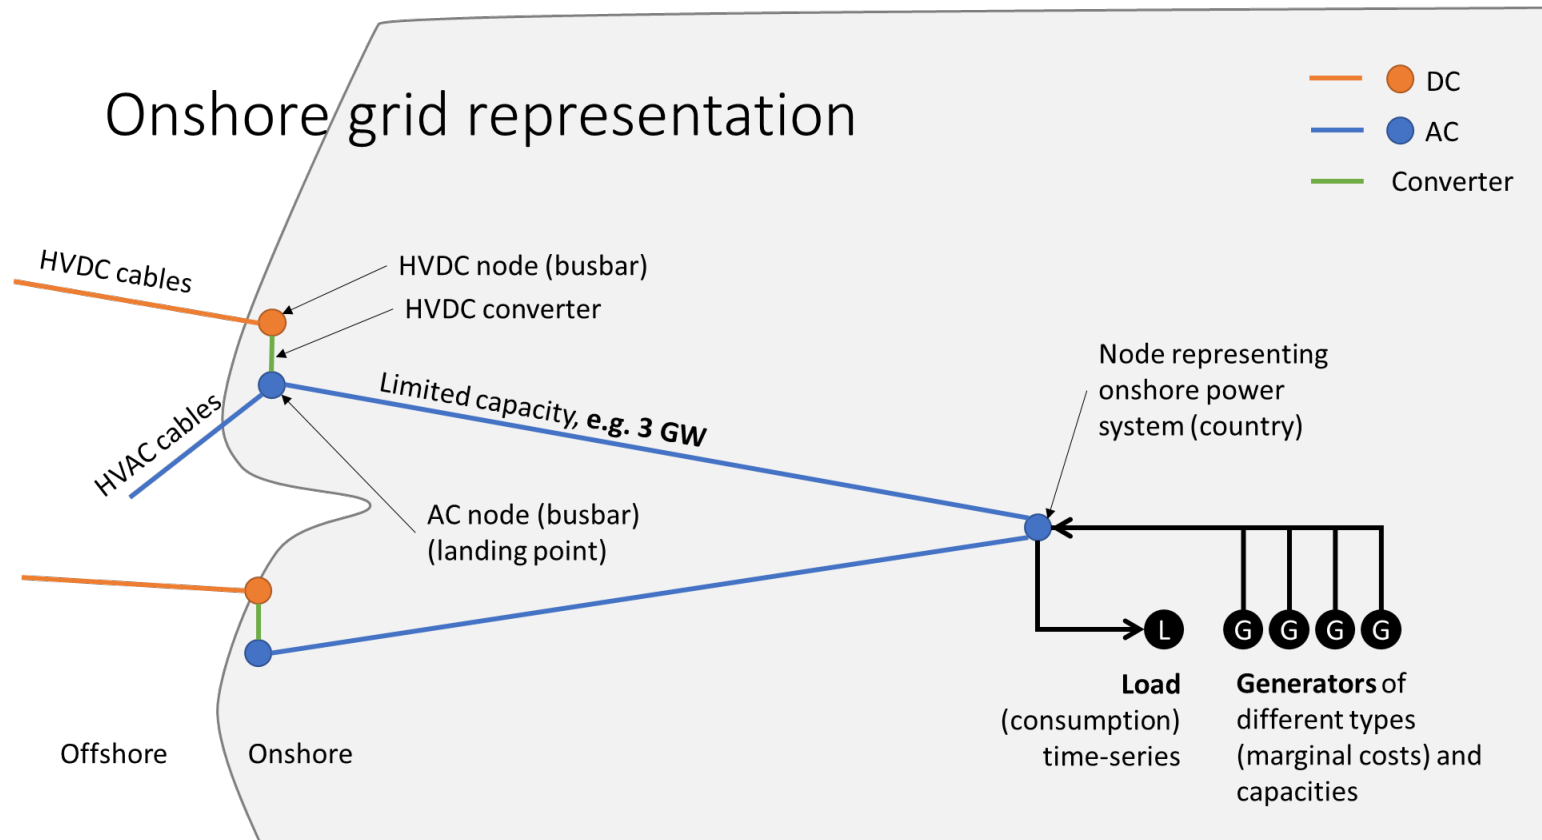 Onshore grid representation
DC
AC
Converter
HVDC cables
HVDC node (busbar)
HVDC converter
HVAC cables
Limited capacity, e.g. 3 GW
Node representing
onshore power
system (country)
AC node (busbar)
(landing point)
L
G G G G
Load
(consumption)
time-series
Generators of
different types
(marginal costs) and
capacities
Offshore
Onshore